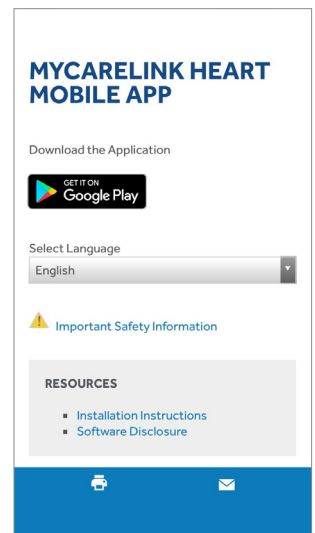 MYCARELINK HEART
MOBILE APP
Download the Application
GET IT ON
Google Play
Select Language
English
Important Safety Information
RESOURCES
Installation Instructions
Software Disclosure